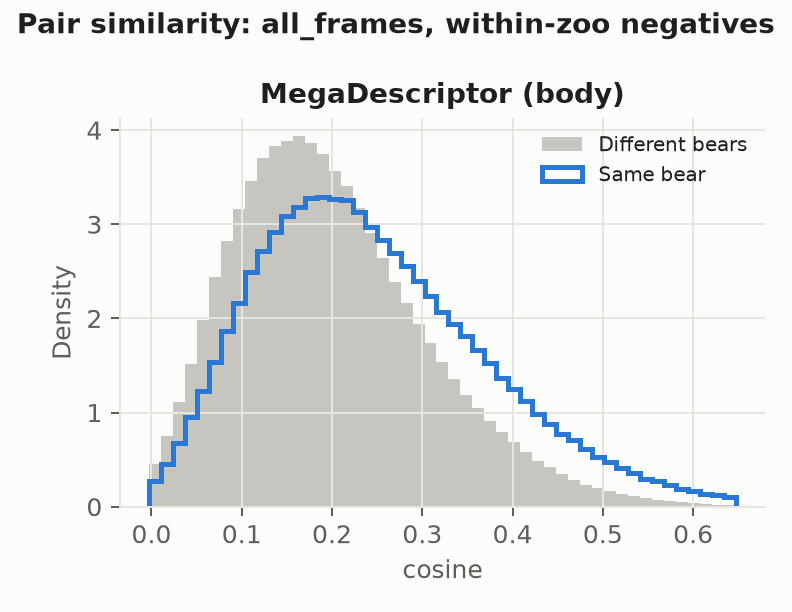 Pair similarity: all_frames, within-zoo negatives
MegaDescriptor (body)
Different bears
Same bear
Density
4
3
2
1
0
0.0 0.1 0.2 0.3 0.4 0.5 0.6
cosine